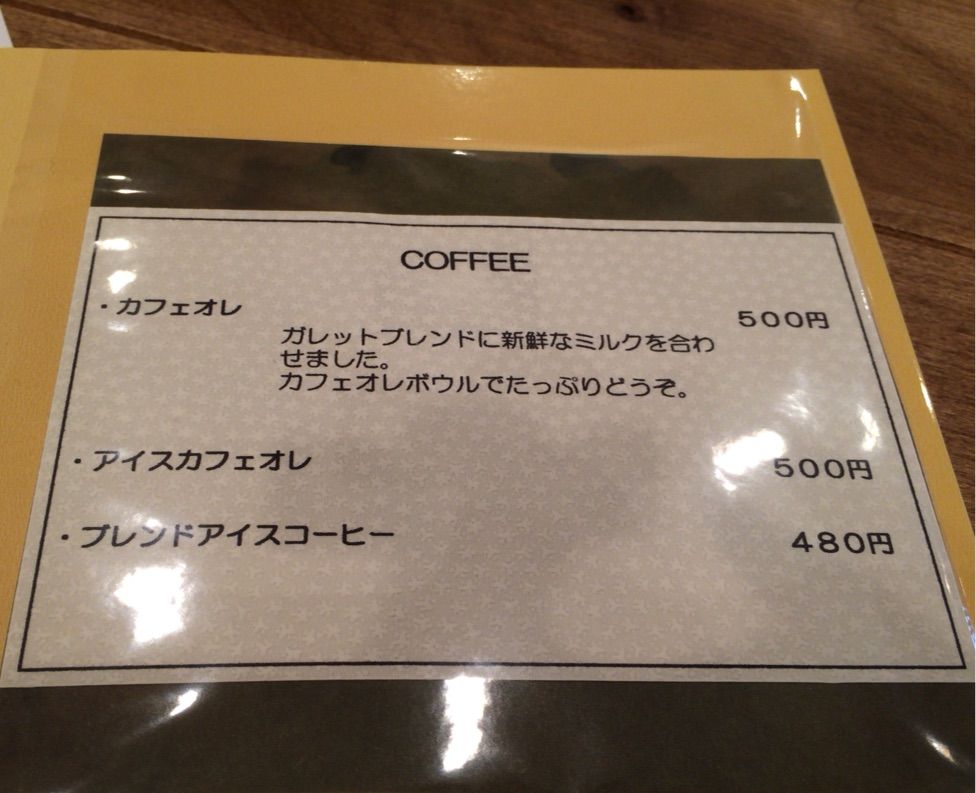 COFFEE
・カフェオレ ５００円
ガレットブレンドに新鮮なミルクを合わ
せました。
カフェオレボウルでたっぷりどうぞ。
・アイスカフェオレ ５００円
・ブレンドアイスコーヒー ４８０円